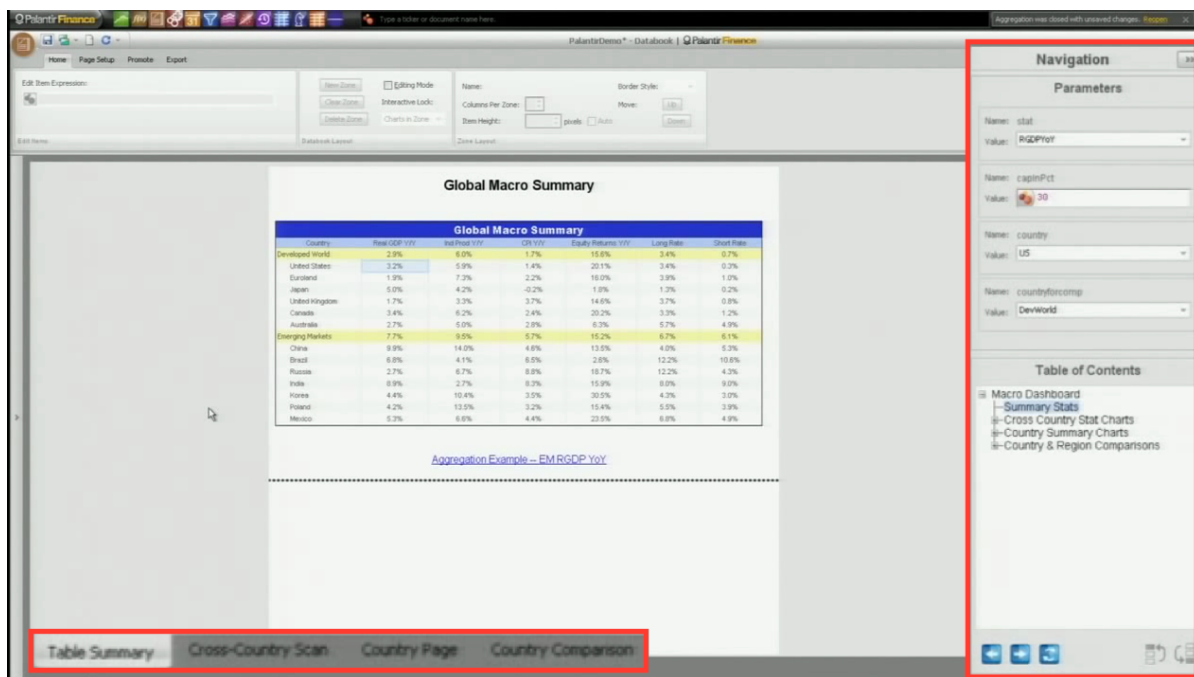 Palantir Finance
Type a ticker or document name here.
Aggregation was closed with unsaved changes. Reopen
PalantirDemo* - Databook | Palantir Finance
Home Page Setup Promote Export
Edit Item Expression:
New Zone Editing Mode
Clear Zone Interactive Lock:
Delete Zone Charts in Zone
Name: Border Style:
Columns Per Zone: Move: Up
Item Height: pixels Auto Down
Edit Items Databook Layout Zone Layout
Global Macro Summary
Global Macro Summary
Country Real GDP Y/Y Ind Prod Y/Y CPI Y/Y Equity Returns: Y/Y Long Rate Short Rate
Developed World 2.9% 6.0% 1.7% 15.6% 3.4% 0.7%
United States 3.2% 5.9% 1.4% 20.1% 3.4% 0.3%
Euroland 1.9% 7.3% 2.2% 16.0% 3.9% 1.0%
Japan 5.0% 4.2% -0.2% 1.8% 1.3% 0.2%
United Kingdom 1.7% 3.3% 3.7% 14.6% 3.7% 0.8%
Canada 3.4% 6.2% 2.4% 20.2% 3.3% 1.2%
Australia 2.7% 5.0% 2.8% 6.3% 5.7% 4.9%
Emerging Markets 7.7% 9.5% 5.7% 15.2% 6.7% 6.1%
China 9.9% 14.0% 4.6% 13.5% 4.0% 5.3%
Brazil 6.8% 4.1% 6.5% 2.6% 12.2% 10.6%
Russia 2.7% 6.7% 8.8% 18.7% 12.2% 4.3%
India 8.9% 2.7% 8.3% 15.9% 8.0% 9.0%
Korea 4.4% 10.4% 3.5% 30.5% 4.3% 3.0%
Poland 4.2% 13.5% 3.2% 15.4% 5.5% 3.9%
Mexico 5.3% 6.6% 4.4% 23.5% 6.8% 4.9%
Aggregation Example -- EM RGDP YoY
Table Summary Cross-Country Scan Country Page Country Comparison
Navigation
Parameters
Name: stat
Value: RGDPYoY
Name: capinPct
Value: 30
Name: country
Value: US
Name: countryforcomp
Value: DevWorld
Table of Contents
Macro Dashboard
Summary Stats
Cross Country Stat Charts
Country Summary Charts
Country & Region Comparisons